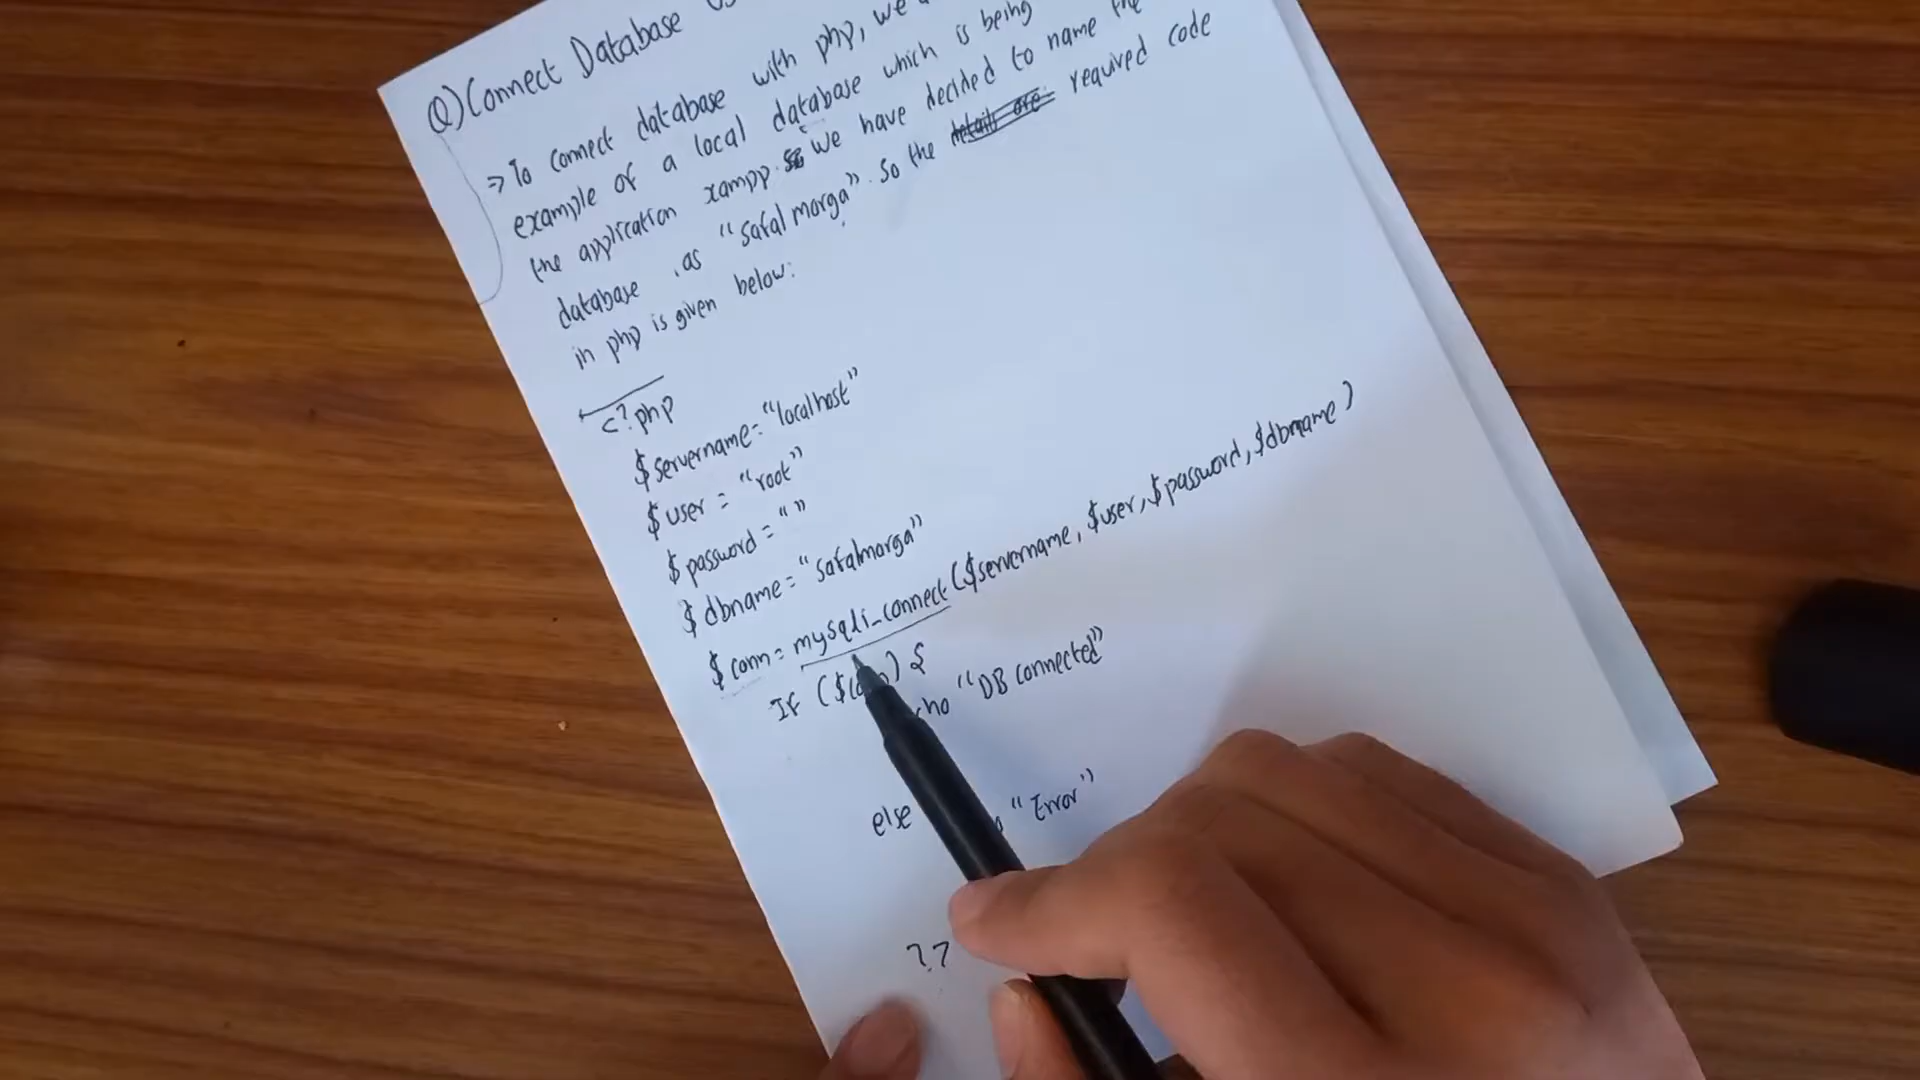 Q) Connect Database
⇒ To connect database with php, we
example of a local database which is being
the application xampp. We have decided to name the
database as "Safal marga". So the required code
in php is given below:
<?php
$servername = "localhost"
$user = "root"
$password = " "
$dbname = "Safalmarga"
$conn = mysqli_connect ($servername, $user, $password, $dbname)
If ($ ) {
"DB connected"
else "Error"
?>